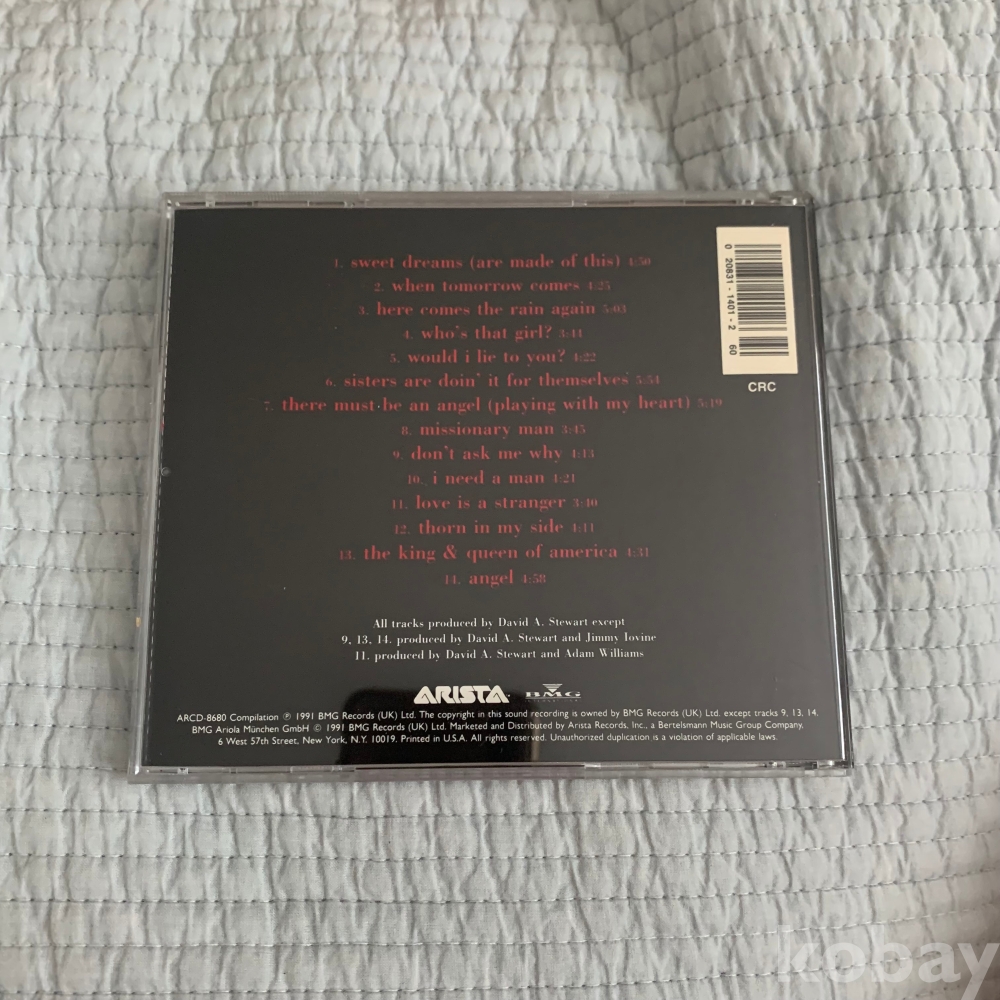 1. sweet dreams (are made of this) 4:50
2. when tomorrow comes 4:25
3. here comes the rain again 5:03
4. who's that girl? 3:44
5. would i lie to you? 4:22
6. sisters are doin' it for themselves 5:54
7. there must be an angel (playing with my heart) 5:19
8. missionary man 3:45
9. don't ask me why 4:13
10. i need a man 4:21
11. love is a stranger 3:40
12. thorn in my side 4:11
13. the king & queen of america 4:31
14. angel 4:58
All tracks produced by David A. Stewart except
9, 13, 14. produced by David A. Stewart and Jimmy Iovine
11. produced by David A. Stewart and Adam Williams
ARISTA
BMG
ARCD-8680 Compilation ℗ 1991 BMG Records (UK) Ltd. The copyright in this sound recording is owned by BMG Records (UK) Ltd. except tracks 9, 13, 14.
BMG Ariola München GmbH © 1991 BMG Records (UK) Ltd. Marketed and Distributed by Arista Records, Inc., a Bertelsmann Music Group Company,
6 West 57th Street, New York, N.Y. 10019. Printed in U.S.A. All rights reserved. Unauthorized duplication is a violation of applicable laws.
0 20831-1401-2 60
CRC
kobay